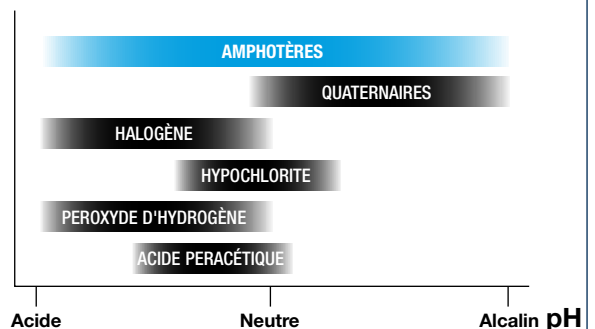 AMPHOTÈRES
QUATERNAIRES
HALOGÈNE
HYPOCHLORITE
PEROXYDE D'HYDROGÈNE
ACIDE PERACÉTIQUE
Acide Neutre Alcalin pH